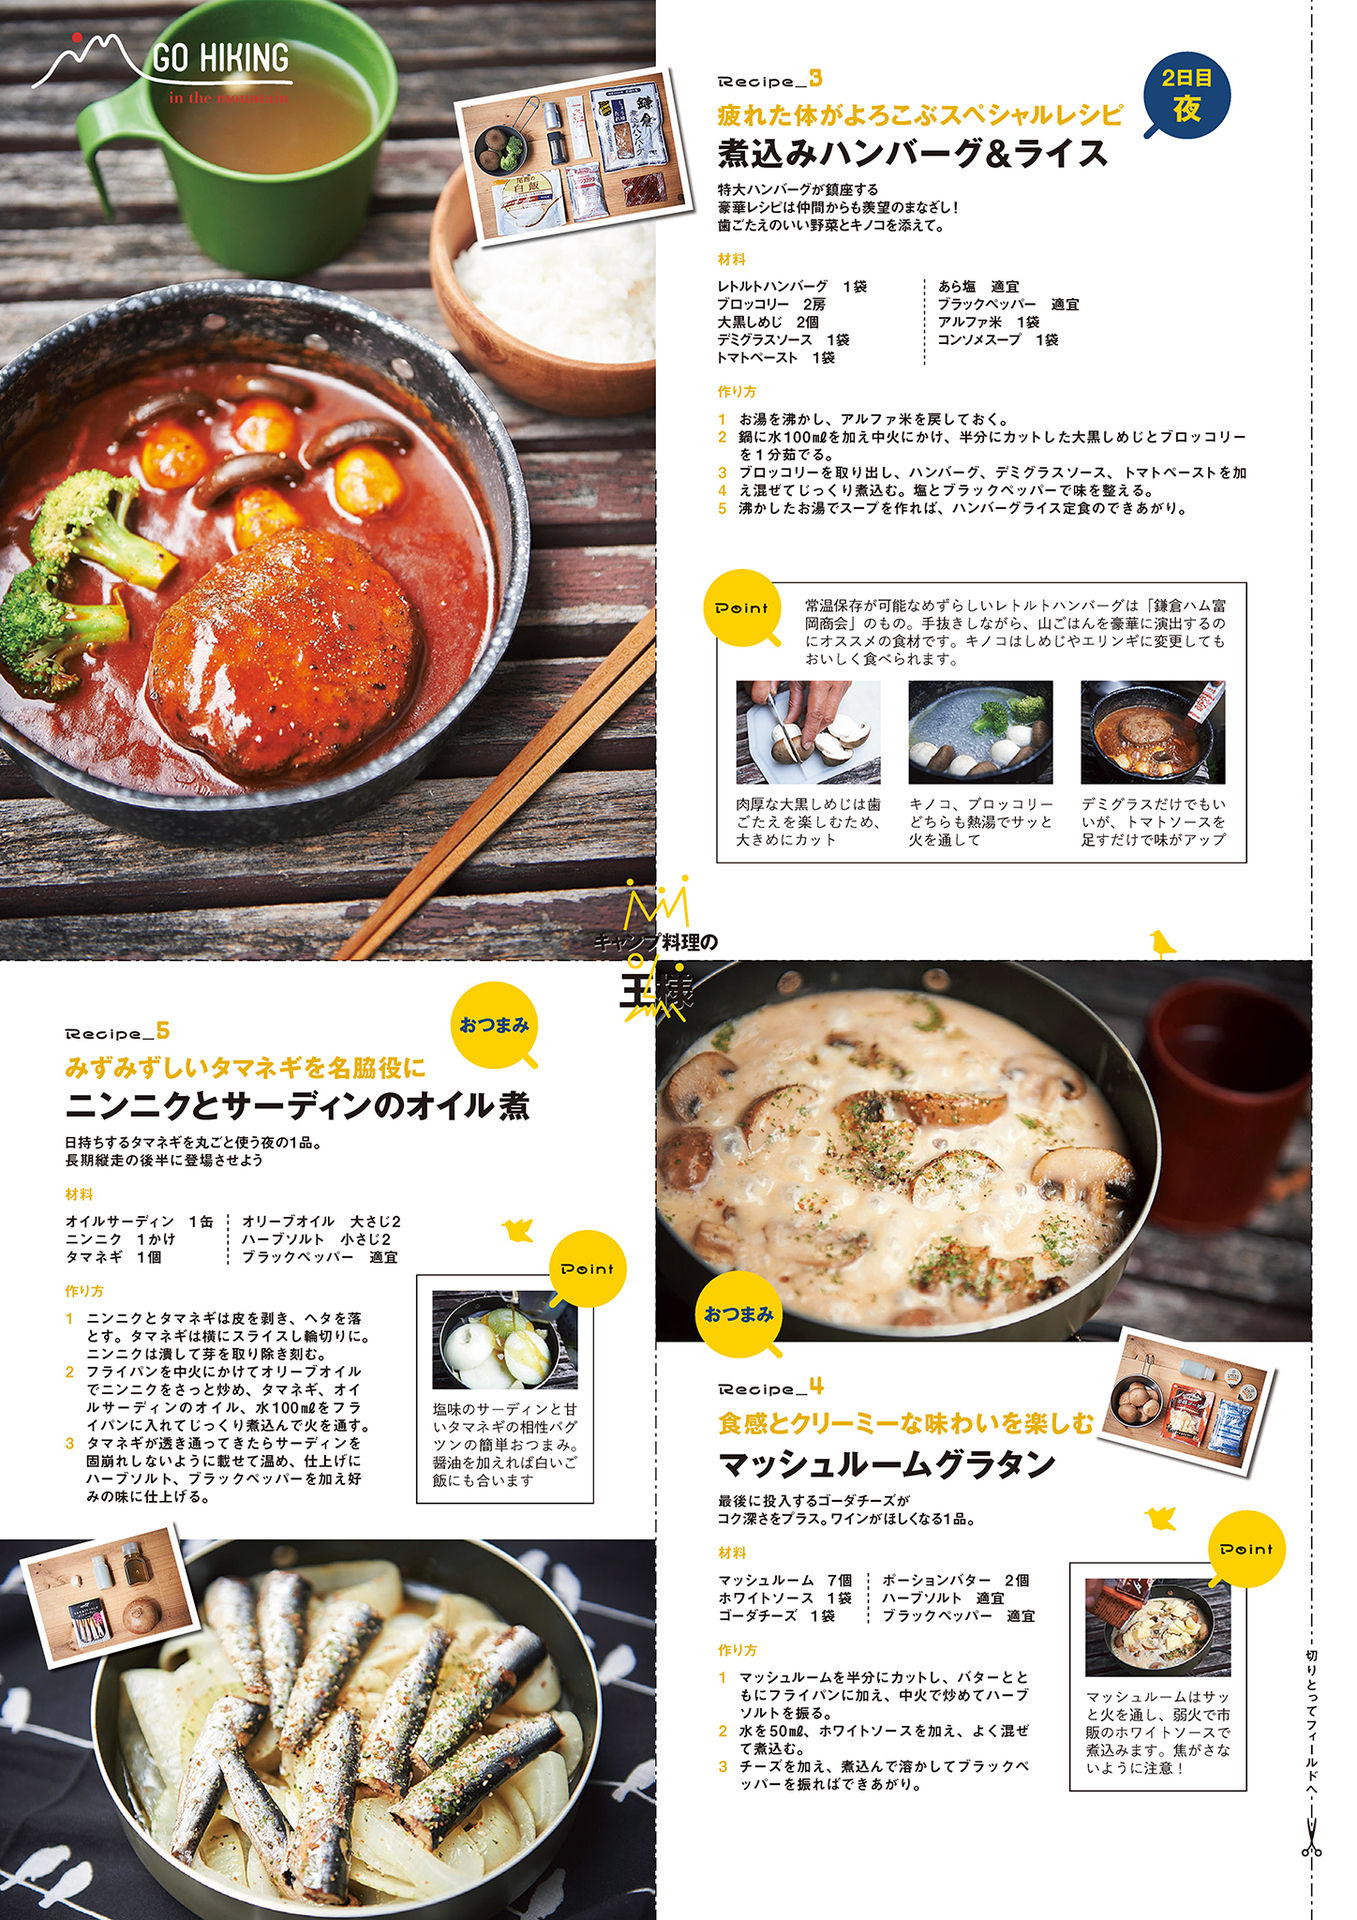 GO HIKING
in the mountain
Recipe_3
2日目
夜
疲れた体がよろこぶスペシャルレシピ
煮込みハンバーグ&ライス
特大ハンバーグが鎮座する
豪華レシピは仲間からも羨望のまなざし!
歯ごたえのいい野菜とキノコを添えて。
材料
レトルトハンバーグ 1袋
ブロッコリー 2房
大黒しめじ 2個
デミグラスソース 1袋
トマトペースト 1袋
あら塩 適宜
ブラックペッパー 適宜
アルファ米 1袋
コンソメスープ 1袋
作り方
1 お湯を沸かし、アルファ米を戻しておく。
2 鍋に水100㎖を加え中火にかけ、半分にカットした大黒しめじとブロッコリー
を1分茹でる。
3 ブロッコリーを取り出し、ハンバーグ、デミグラスソース、トマトペーストを加
4 え混ぜてじっくり煮込む。塩とブラックペッパーで味を整える。
5 沸かしたお湯でスープを作れば、ハンバーグライス定食のできあがり。
Point
常温保存が可能なめずらしいレトルトハンバーグは「鎌倉ハム富
岡商会」のもの。手抜きしながら、山ごはんを豪華に演出するの
にオススメの食材です。キノコはしめじやエリンギに変更しても
おいしく食べられます。
肉厚な大黒しめじは歯
ごたえを楽しむため、
大きめにカット
キノコ、ブロッコリー
どちらも熱湯でサッと
火を通して
デミグラスだけでもい
いが、トマトソースを
足すだけで味がアップ
鎌倉
煮込みハンバーグ
尾西の
白飯
キャンプ料理の
王様
Recipe_5
おつまみ
みずみずしいタマネギを名脇役に
ニンニクとサーディンのオイル煮
日持ちするタマネギを丸ごと使う夜の1品。
長期縦走の後半に登場させよう
材料
オイルサーディン 1缶
ニンニク 1かけ
タマネギ 1個
オリーブオイル 大さじ2
ハーブソルト 小さじ2
ブラックペッパー 適宜
作り方
1 ニンニクとタマネギは皮を剥き、ヘタを落
とす。タマネギは横にスライスし輪切りに。
ニンニクは潰して芽を取り除き刻む。
2 フライパンを中火にかけてオリーブオイル
でニンニクをさっと炒め、タマネギ、オイ
ルサーディンのオイル、水100㎖をフラ
イパンに入れてじっくり煮込んで火を通す。
3 タマネギが透き通ってきたらサーディンを
固崩れしないように載せて温め、仕上げに
ハーブソルト、ブラックペッパーを加え好
みの味に仕上げる。
Point
塩味のサーディンと甘
いタマネギの相性バグ
ツンの簡単おつまみ。
醤油を加えれば白いご
飯にも合います
おつまみ
Recipe_4
食感とクリーミーな味わいを楽しむ
マッシュルームグラタン
最後に投入するゴーダチーズが
コク深さをプラス。ワインがほしくなる1品。
材料
マッシュルーム 7個
ホワイトソース 1袋
ゴーダチーズ 1袋
ポーションバター 2個
ハーブソルト 適宜
ブラックペッパー 適宜
作り方
1 マッシュルームを半分にカットし、バターとと
もにフライパンに加え、中火で炒めてハーブ
ソルトを振る。
2 水を50㎖、ホワイトソースを加え、よく混ぜ
て煮込む。
3 チーズを加え、煮込んで溶かしてブラックペ
ッパーを振ればできあがり。
Point
マッシュルームはサッ
と火を通し、弱火で市
販のホワイトソースで
煮込みます。焦がさな
いように注意!
切りとってフィールドへ